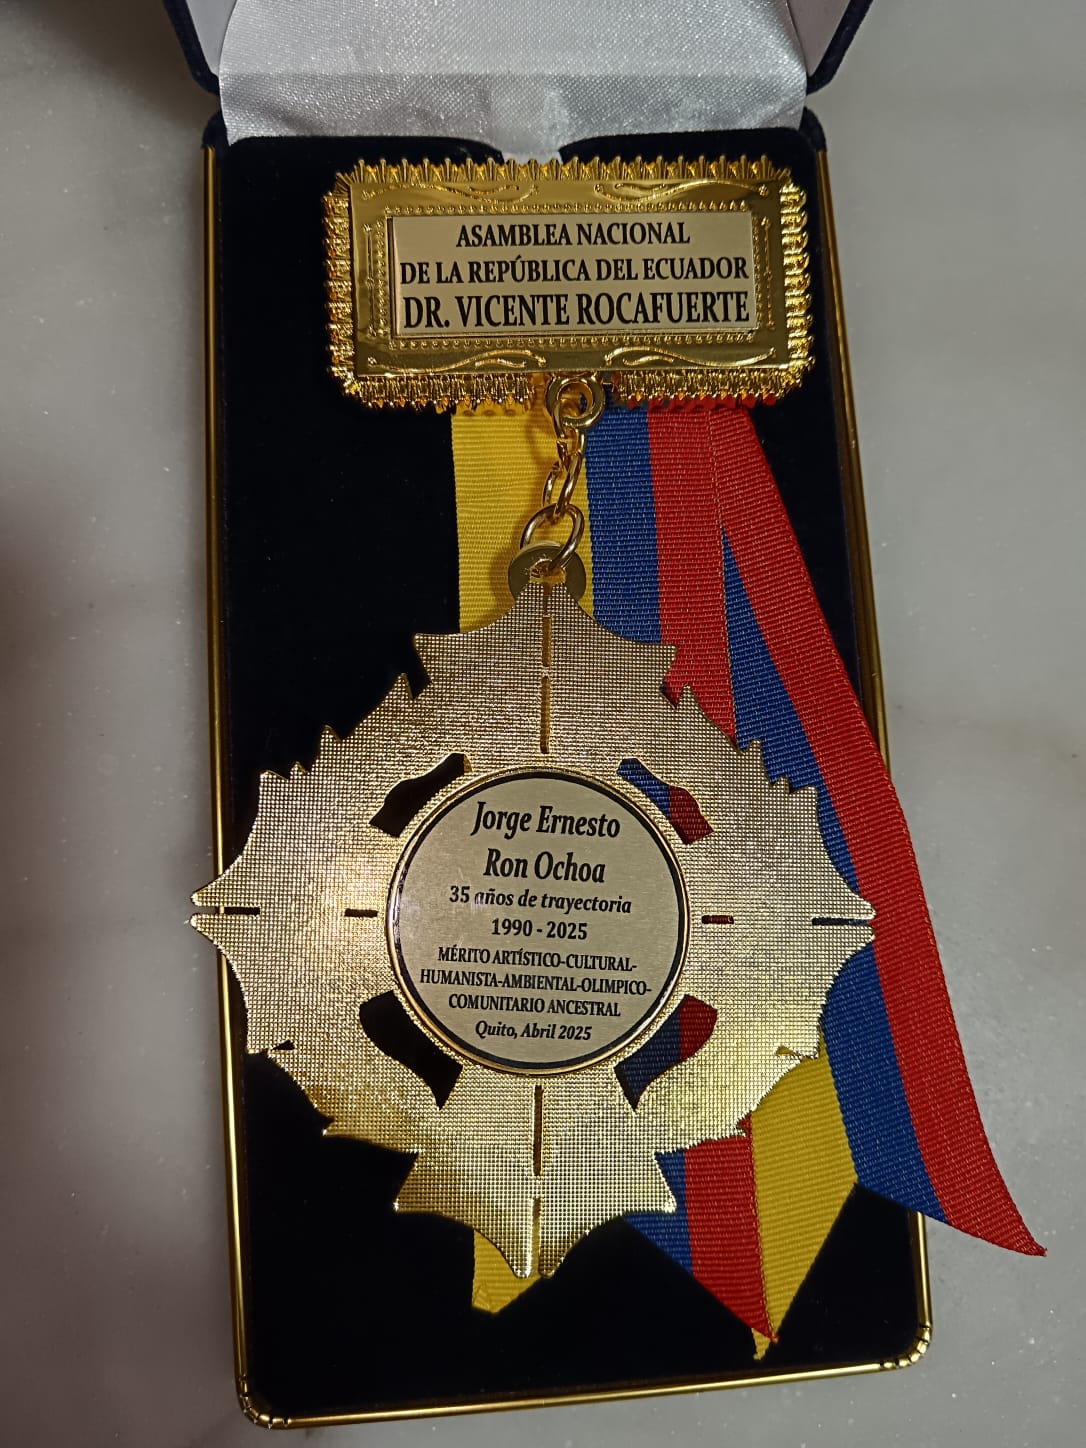 ASAMBLEA NACIONAL
DE LA REPÚBLICA DEL ECUADOR
DR. VICENTE ROCAFUERTE
Jorge Ernesto
Ron Ochoa
35 años de trayectoria
1990 - 2025
MÉRITO ARTÍSTICO-CULTURAL-
HUMANISTA-AMBIENTAL-OLIMPICO-
COMUNITARIO ANCESTRAL
Quito, Abril 2025